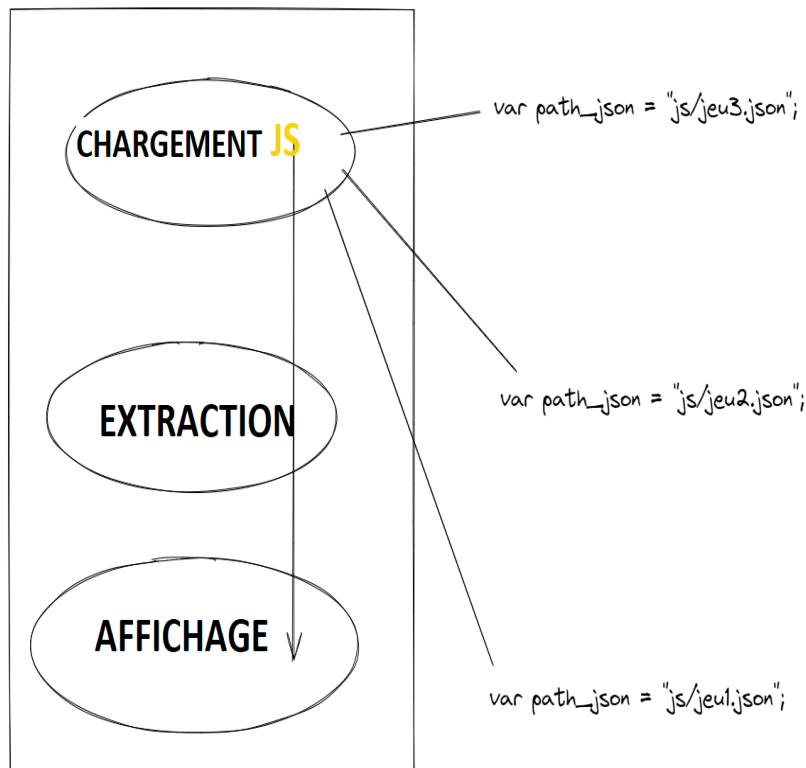 CHARGEMENT JS
var path_json = "js/jeu3.json";
var path_json = "js/jeu2.json";
EXTRACTION
AFFICHAGE
var path_json = "js/jeu1.json";